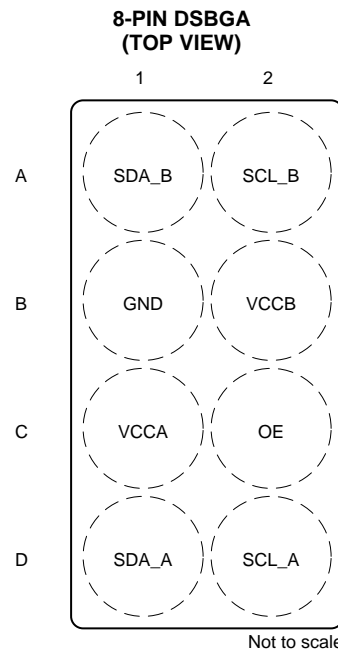 8-PIN DSBGA
(TOP VIEW)
1 2
A SDA_B SCL_B
B GND VCCB
C VCCA OE
D SDA_A SCL_A
Not to scale